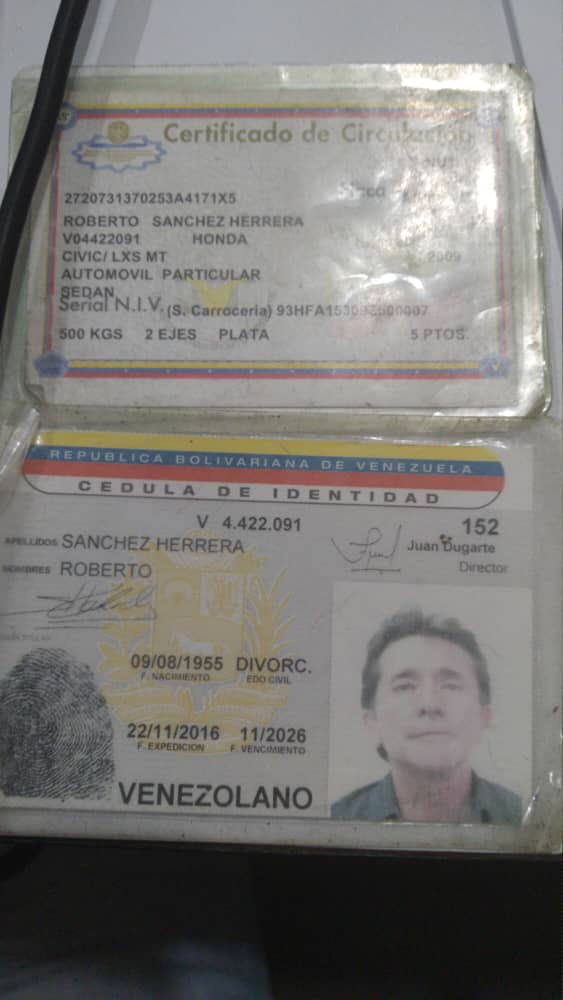 Certificado de Circulación
2720731370253A4171X5
ROBERTO SANCHEZ HERRERA
V04422091 HONDA
CIVIC/ LXS MT 2009
AUTOMOVIL PARTICULAR
SEDAN
Serial N.I.V. (S. Carroceria)
500 KGS 2 EJES PLATA 5 PTOS.
REPUBLICA BOLIVARIANA DE VENEZUELA
CEDULA DE IDENTIDAD
V 4.422.091 152
APELLIDOS SANCHEZ HERRERA Juan Dugarte
NOMBRES ROBERTO Director
09/08/1955 DIVORC.
F. NACIMIENTO EDO CIVIL
22/11/2016 11/2026
F. EXPEDICION F. VENCIMIENTO
VENEZOLANO